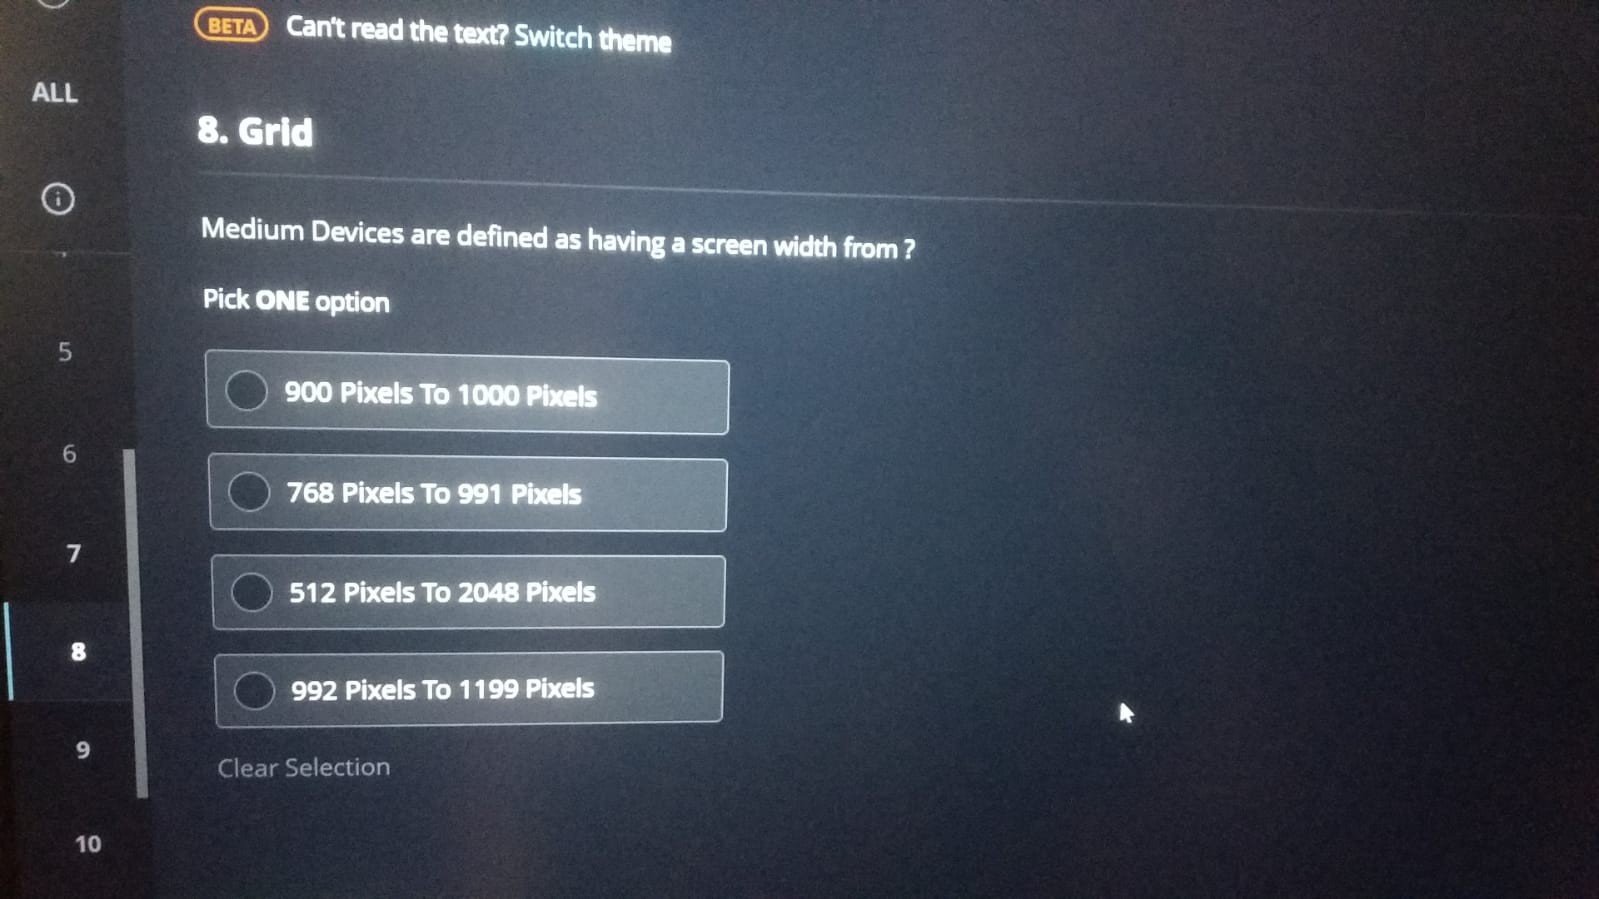 BETA Can't read the text? Switch theme
ALL
8. Grid
Medium Devices are defined as having a screen width from ?
Pick ONE option
5
900 Pixels To 1000 Pixels
6
768 Pixels To 991 Pixels
7
512 Pixels To 2048 Pixels
8
992 Pixels To 1199 Pixels
9
Clear Selection
10